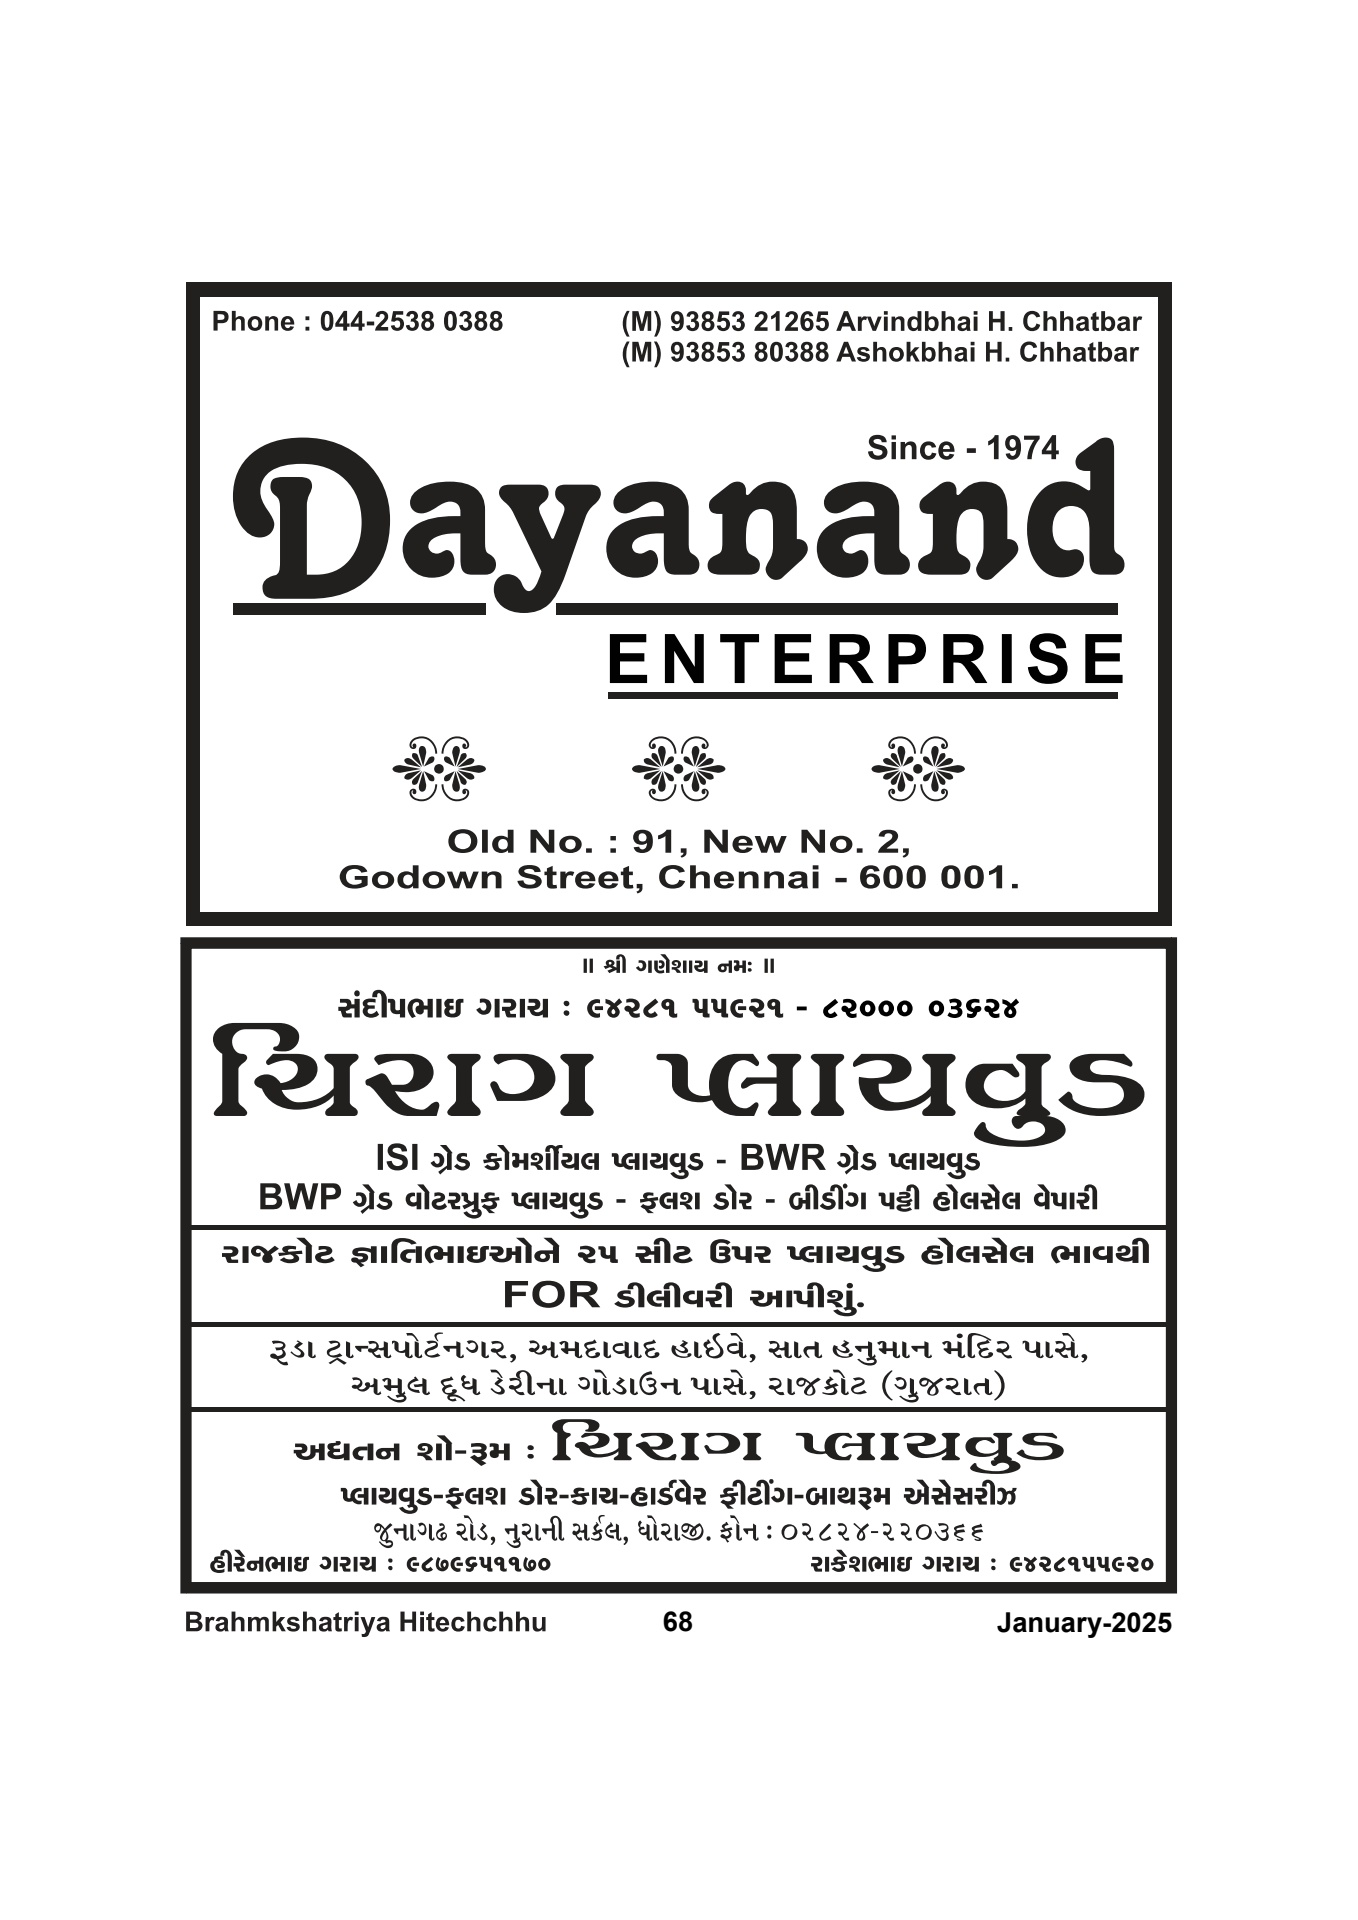 Phone : 044-2538 0388
(M) 93853 21265 Arvindbhai H. Chhatbar
(M) 93853 80388 Ashokbhai H. Chhatbar
Since - 1974
Dayanand
ENTERPRISE
Old No. : 91, New No. 2,
Godown Street, Chennai - 600 001.
॥ શ્રી ગણેશાય નમઃ ॥
સંદીપભાઇ ગરાચ : ૯૪૨૮૧ ૫૫૯૨૧ - ૮૨૦૦૦ ૦૩૬૨૪
ચિરાગ પ્લાયવુડ
ISI ગ્રેડ કોમર્શીયલ પ્લાયવુડ - BWR ગ્રેડ પ્લાયવુડ
BWP ગ્રેડ વોટરપ્રુફ પ્લાયવુડ - ફ્લશ ડોર - બીડીંગ પટ્ટી હોલસેલ વેપારી
રાજકોટ જ્ઞાતિભાઇઓને ૨૫ સીટ ઉપર પ્લાયવુડ હોલસેલ ભાવથી
FOR ડીલીવરી આપીશું.
રૂડા ટ્રાન્સપોર્ટનગર, અમદાવાદ હાઈવે, સાત હનુમાન મંદિર પાસે,
અમુલ દૂધ ડેરીના ગોડાઉન પાસે, રાજકોટ (ગુજરાત)
અદ્યતન શો-રૂમ : ચિરાગ પ્લાયવુડ
પ્લાયવુડ-ફ્લશ ડોર-કાચ-હાર્ડવેર ફીટીંગ-બાથરૂમ એસેસરીઝ
જુનાગઢ રોડ, નુરાની સર્કલ, ધોરાજી. ફોન : ૦૨૮૨૪-૨૨૦૩૬૬
હીરેનભાઇ ગરાચ : ૯૮૭૯૬૫૧૧૭૦
રાકેશભાઇ ગરાચ : ૯૪૨૮૧૫૫૯૨૦
Brahmkshatriya Hitechchhu
68
January-2025